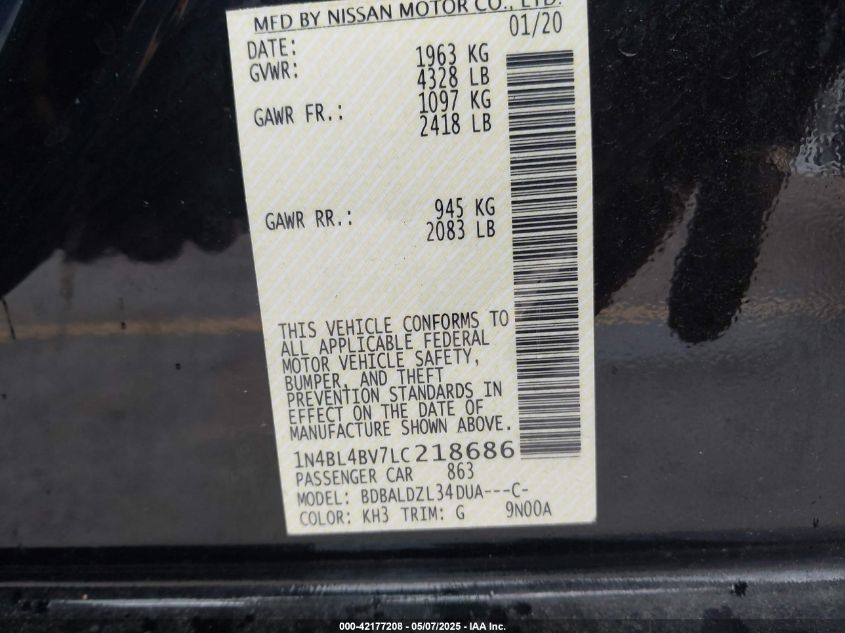 MFD BY NISSAN MOTOR CO., LTD.
DATE: 01/20
GVWR: 1963 KG
4328 LB
GAWR FR.: 1097 KG
2418 LB
GAWR RR.: 945 KG
2083 LB
THIS VEHICLE CONFORMS TO
ALL APPLICABLE FEDERAL
MOTOR VEHICLE SAFETY,
BUMPER, AND THEFT
PREVENTION STANDARDS IN
EFFECT ON THE DATE OF
MANUFACTURE SHOWN ABOVE.
1N4BL4BV7LC218686
PASSENGER CAR 863
MODEL: BDBALDZL34DUA---C-
COLOR: KH3 TRIM: G 9N00A
000-42177208 - 05/07/2025 - IAA Inc.